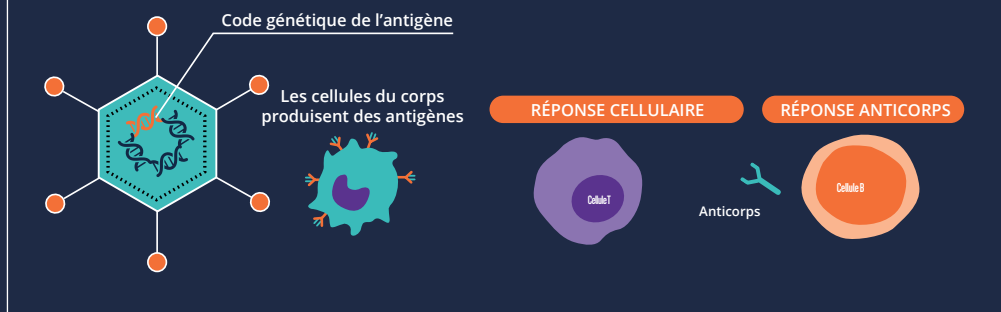 Code génétique de l’antigène
Les cellules du corps
produisent des antigènes
RÉPONSE CELLULAIRE
RÉPONSE ANTICORPS
Cellule T
Cellule B
Anticorps